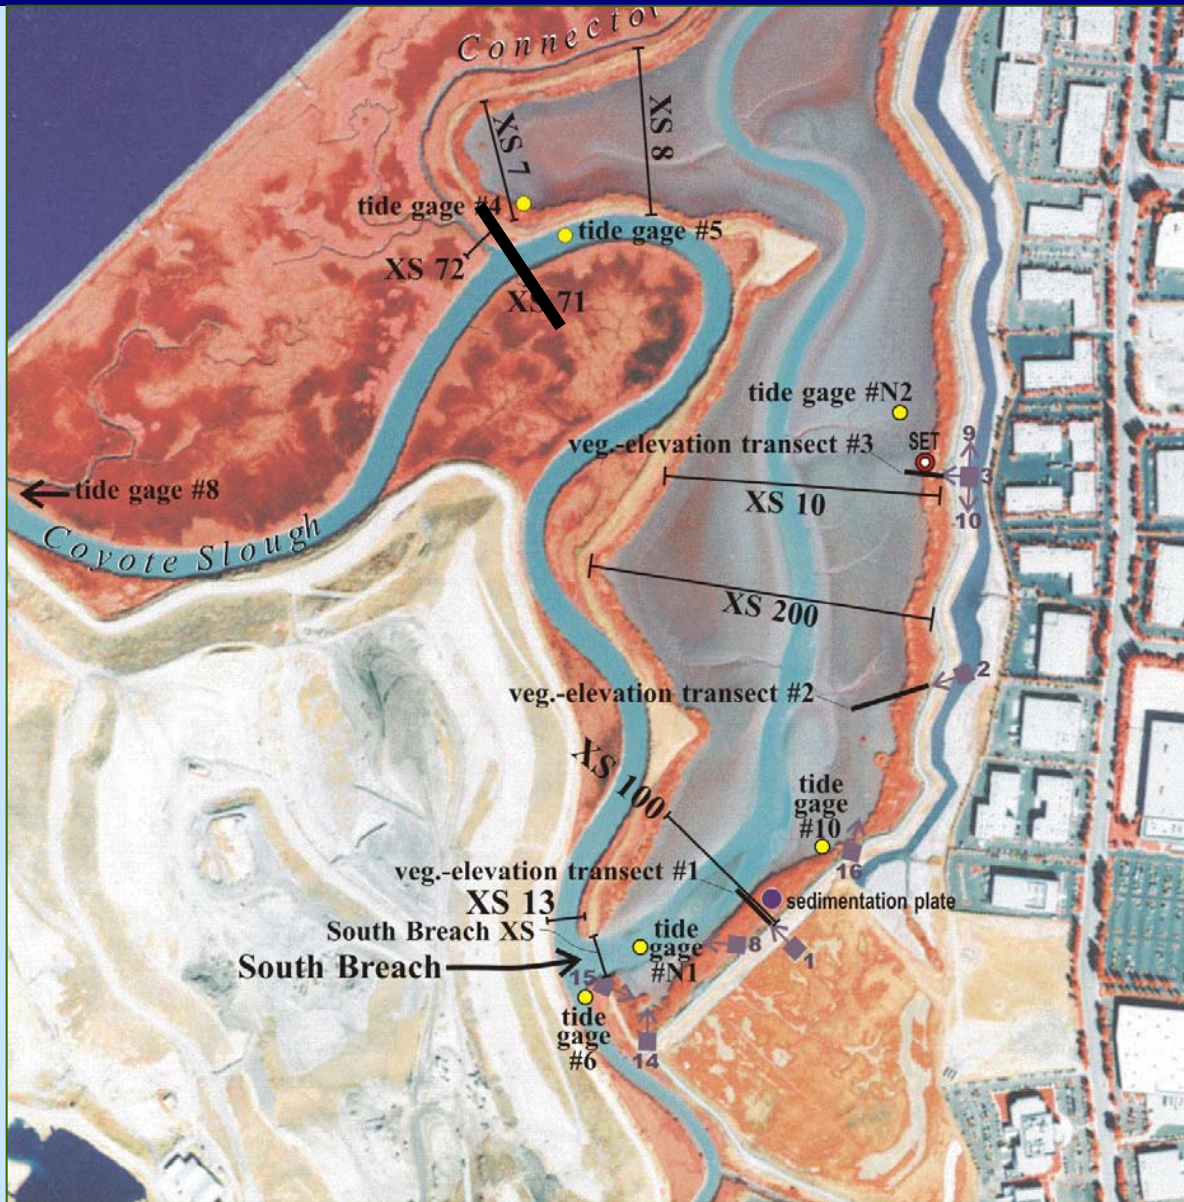 Connector
XS 7
XS 8
tide gage #4
tide gage #5
XS 72
XS 71
tide gage #N2
veg.-elevation transect #3
SET
9
3
XS 10
10
tide gage #8
Coyote Slough
XS 200
2
veg.-elevation transect #2
XS 100
tide
gage
#10
16
veg.-elevation transect #1
sedimentation plate
XS 13
South Breach XS
tide
gage
#N1
8
1
South Breach
15
tide
gage
#6
14